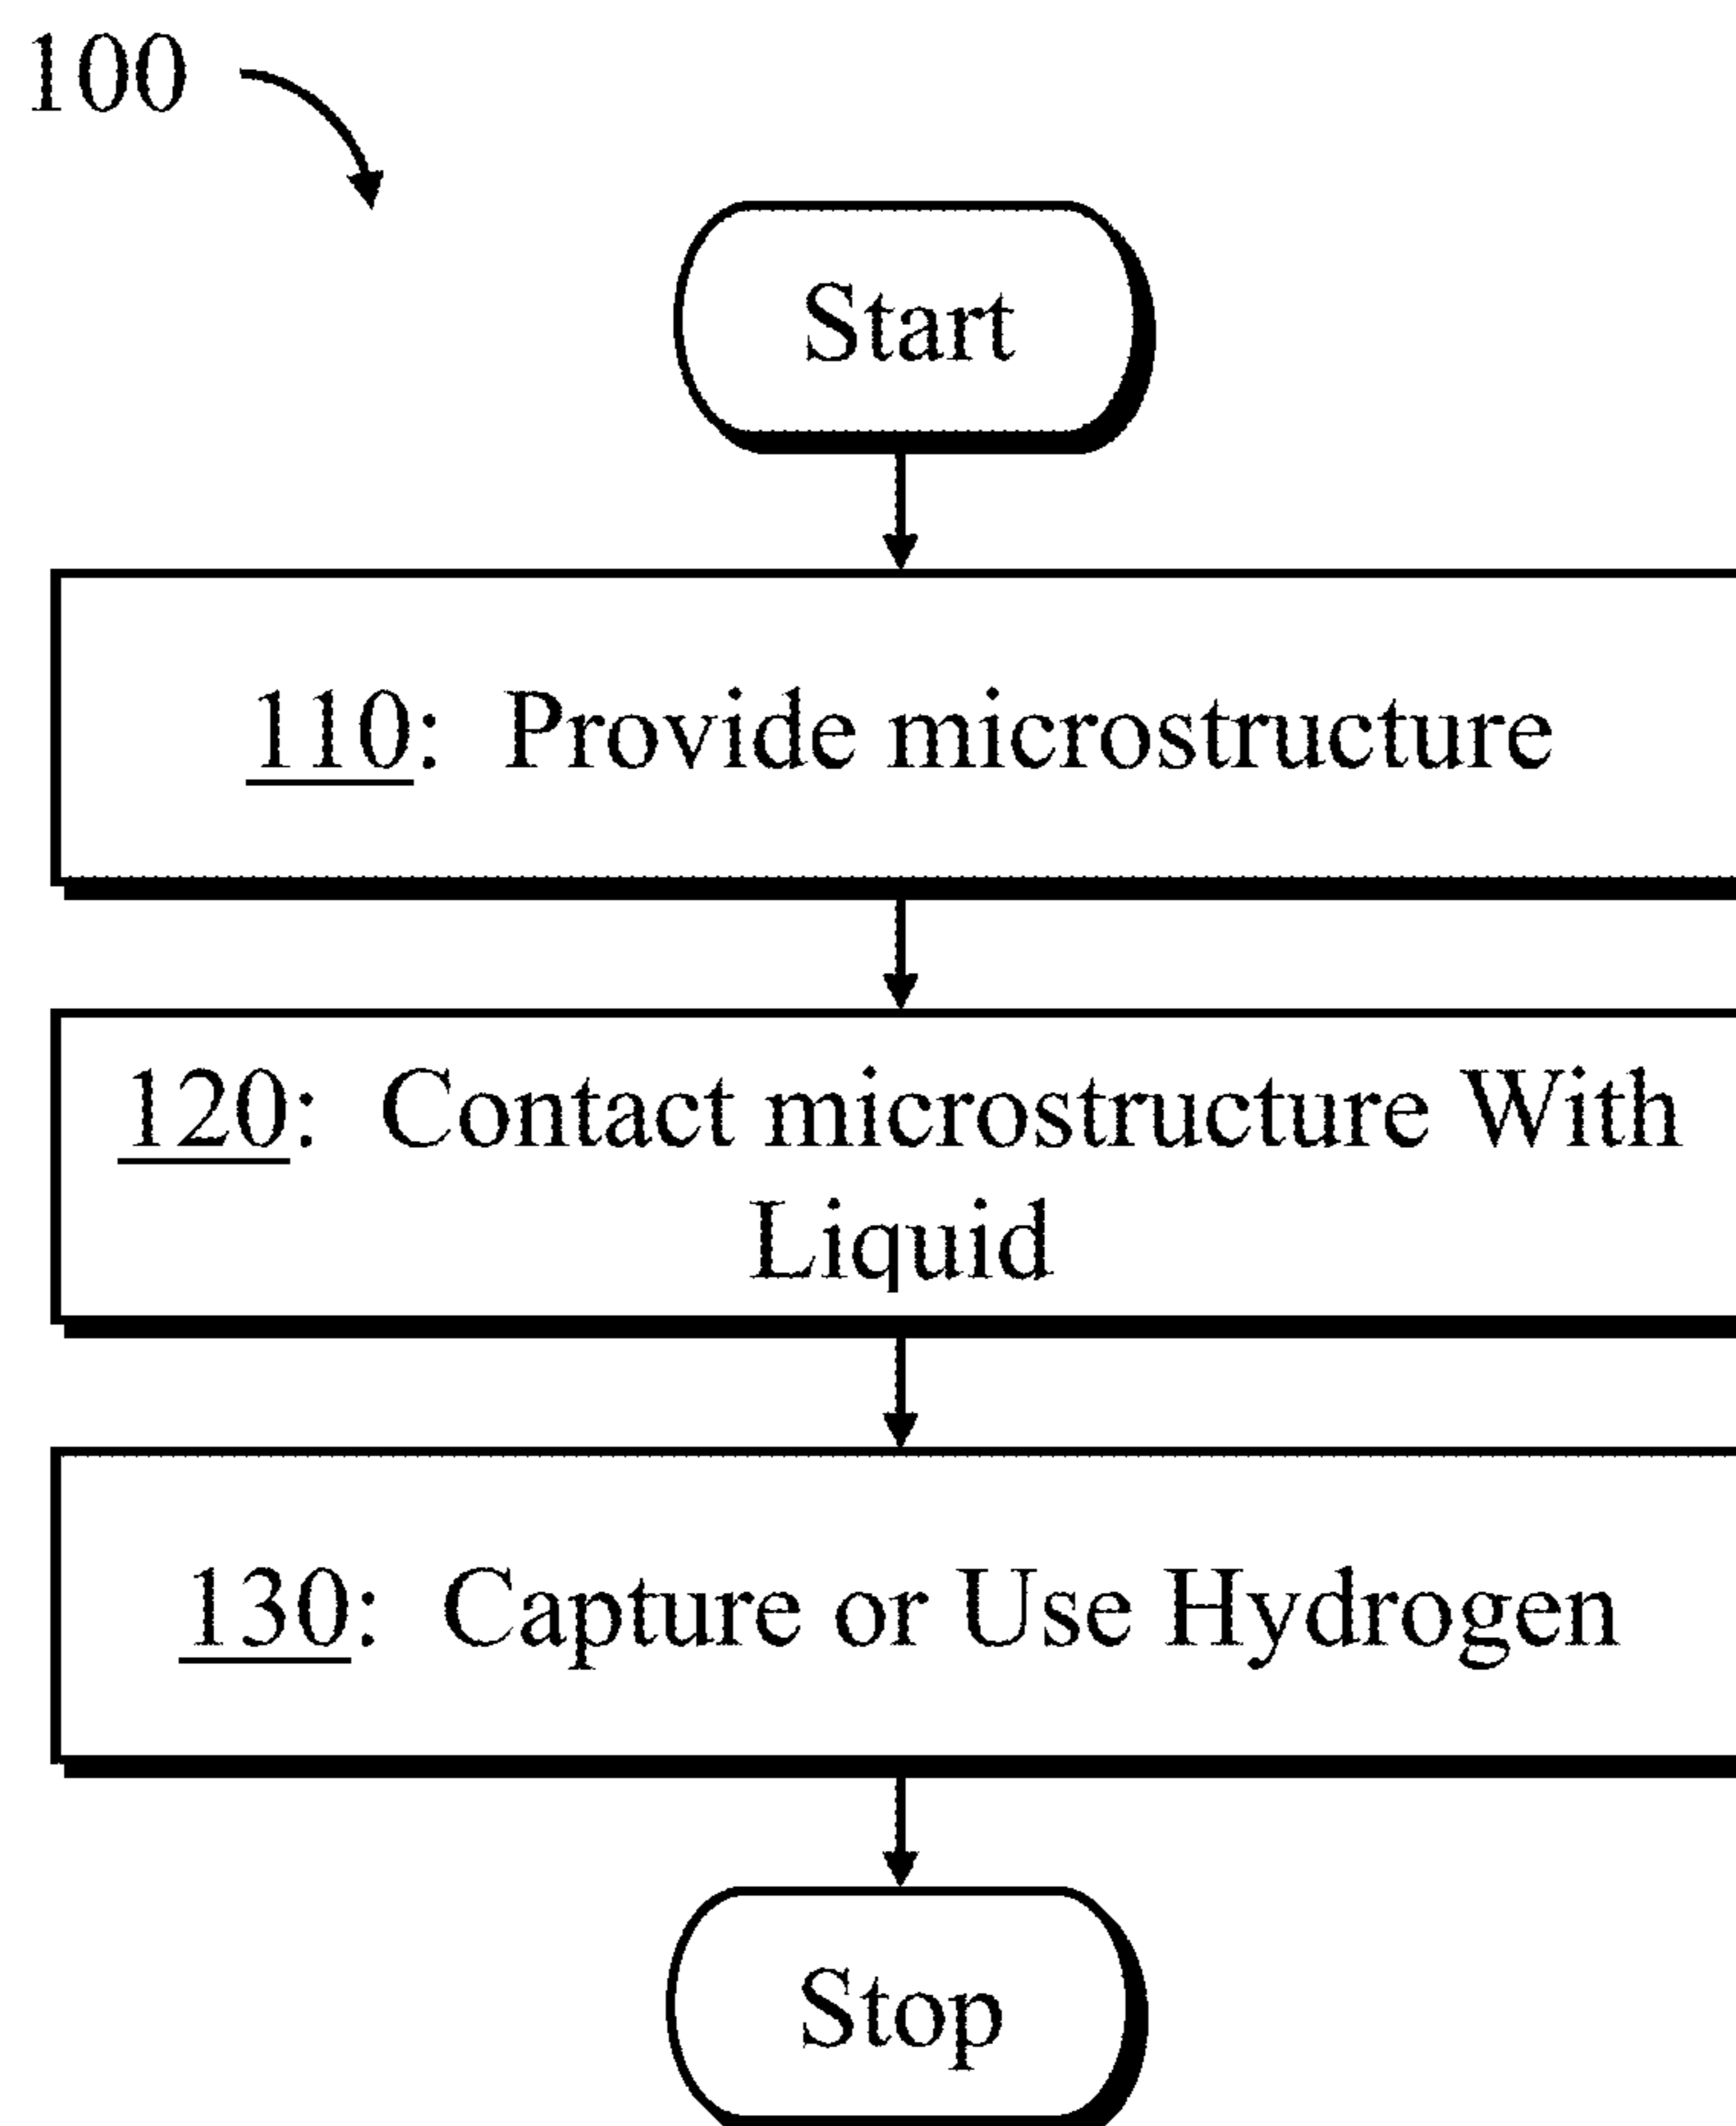 100
Start
110: Provide microstructure
120: Contact microstructure With
Liquid
130: Capture or Use Hydrogen
Stop